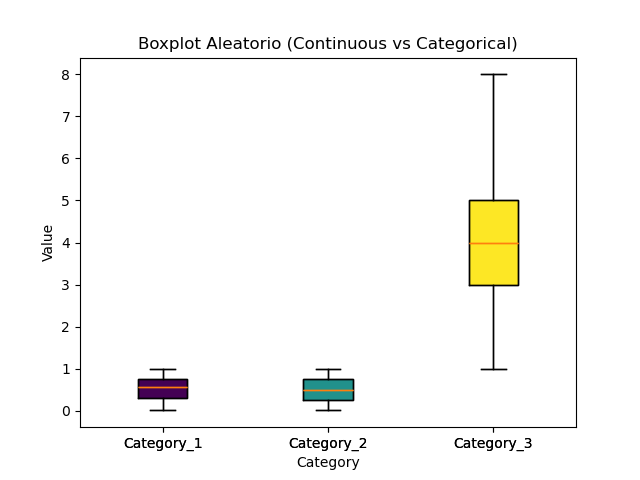 Boxplot Aleatorio (Continuous vs Categorical)
8
7
6
5
4
3
2
1
0
Value
Category_1
Category_2
Category_3
Category